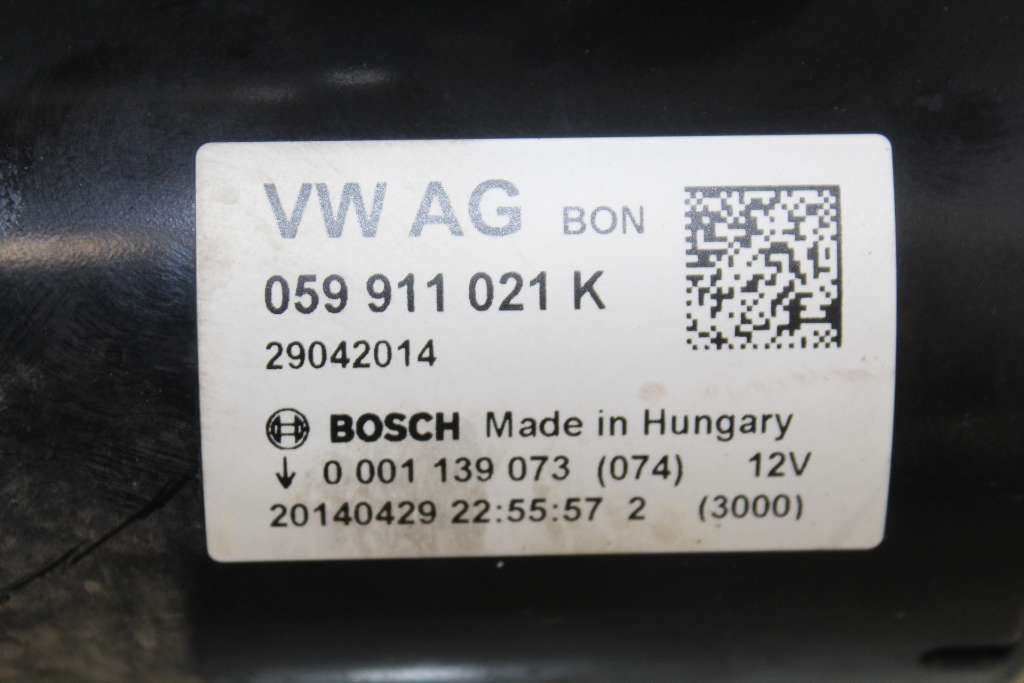 VW AG BON
059 911 021 K
29042014
BOSCH Made in Hungary
↓ 0 001 139 073 (074) 12V
20140429 22:55:57 2 (3000)